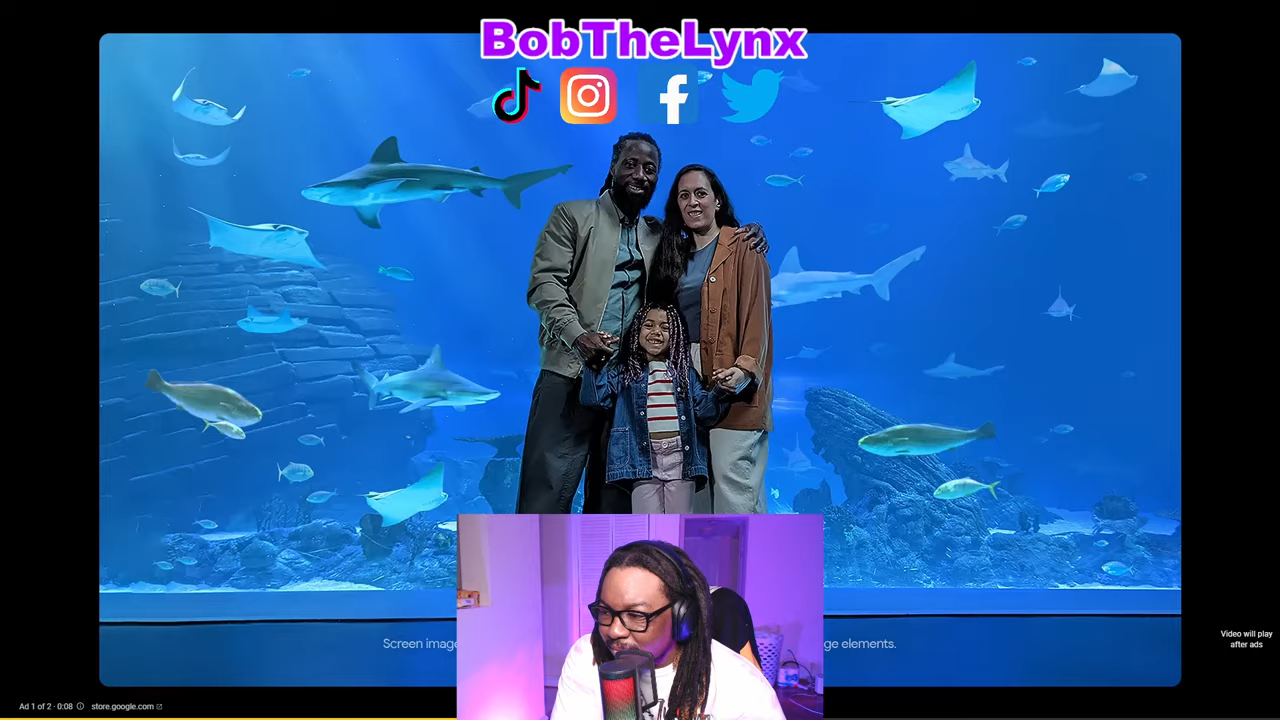 BobTheLynx
Screen image
ge elements.
Video will play
after ads
Ad 1 of 2 · 0:08
store.google.com